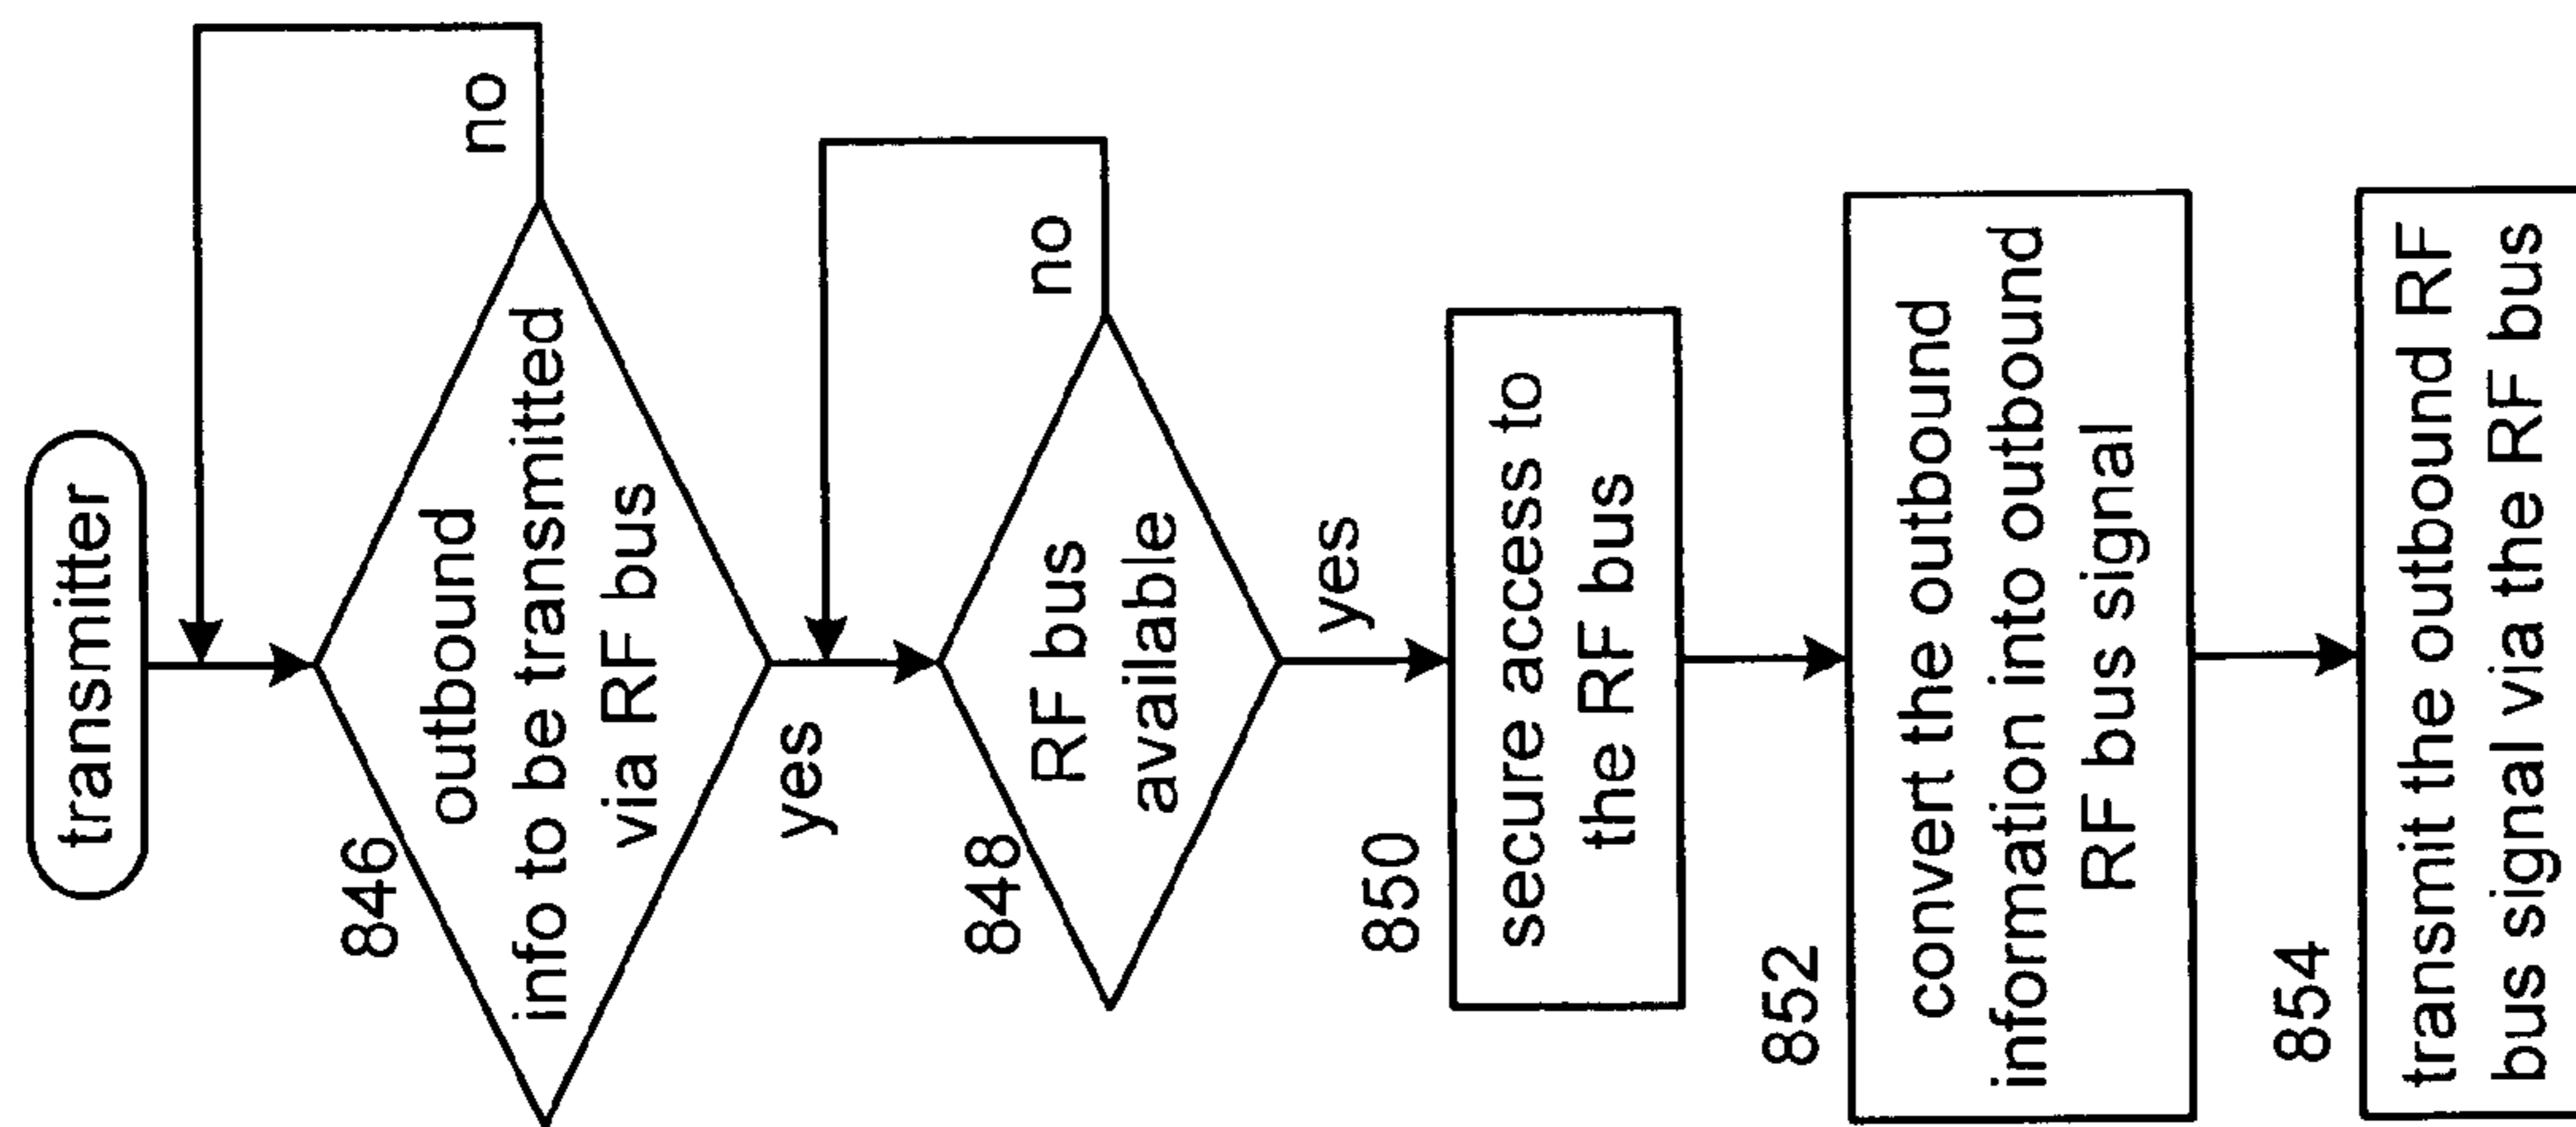 transmitter
846
outbound
info to be transmitted
via RF bus
no
yes
848
RF bus
available
no
yes
850
secure access to
the RF bus
852
convert the outbound
information into outbound
RF bus signal
854
transmit the outbound RF
bus signal via the RF bus